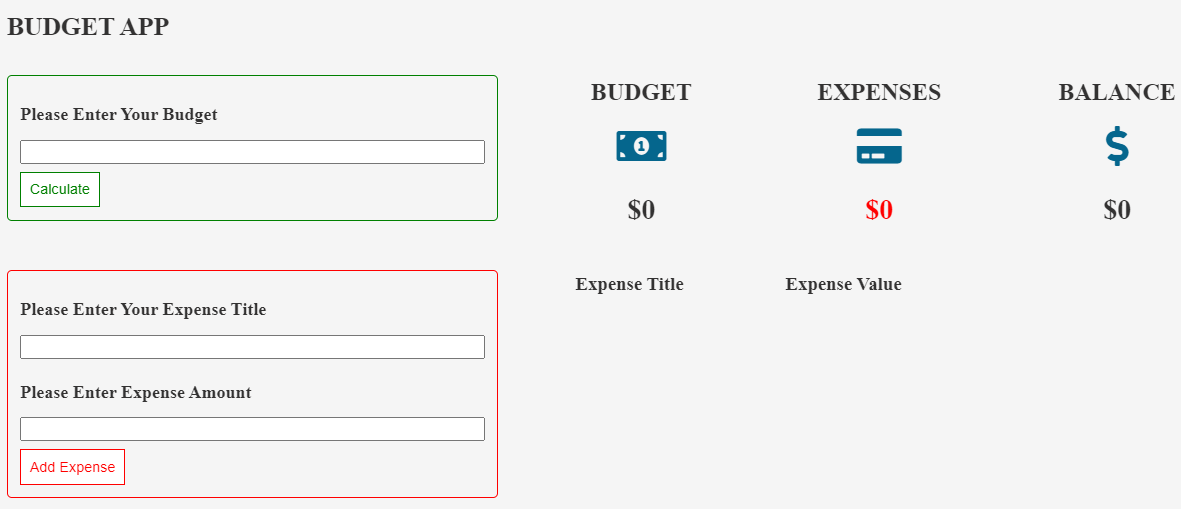 BUDGET APP
Please Enter Your Budget
Calculate
BUDGET
EXPENSES
BALANCE
1
$
$0
$0
$0
Please Enter Your Expense Title
Please Enter Expense Amount
Add Expense
Expense Title
Expense Value